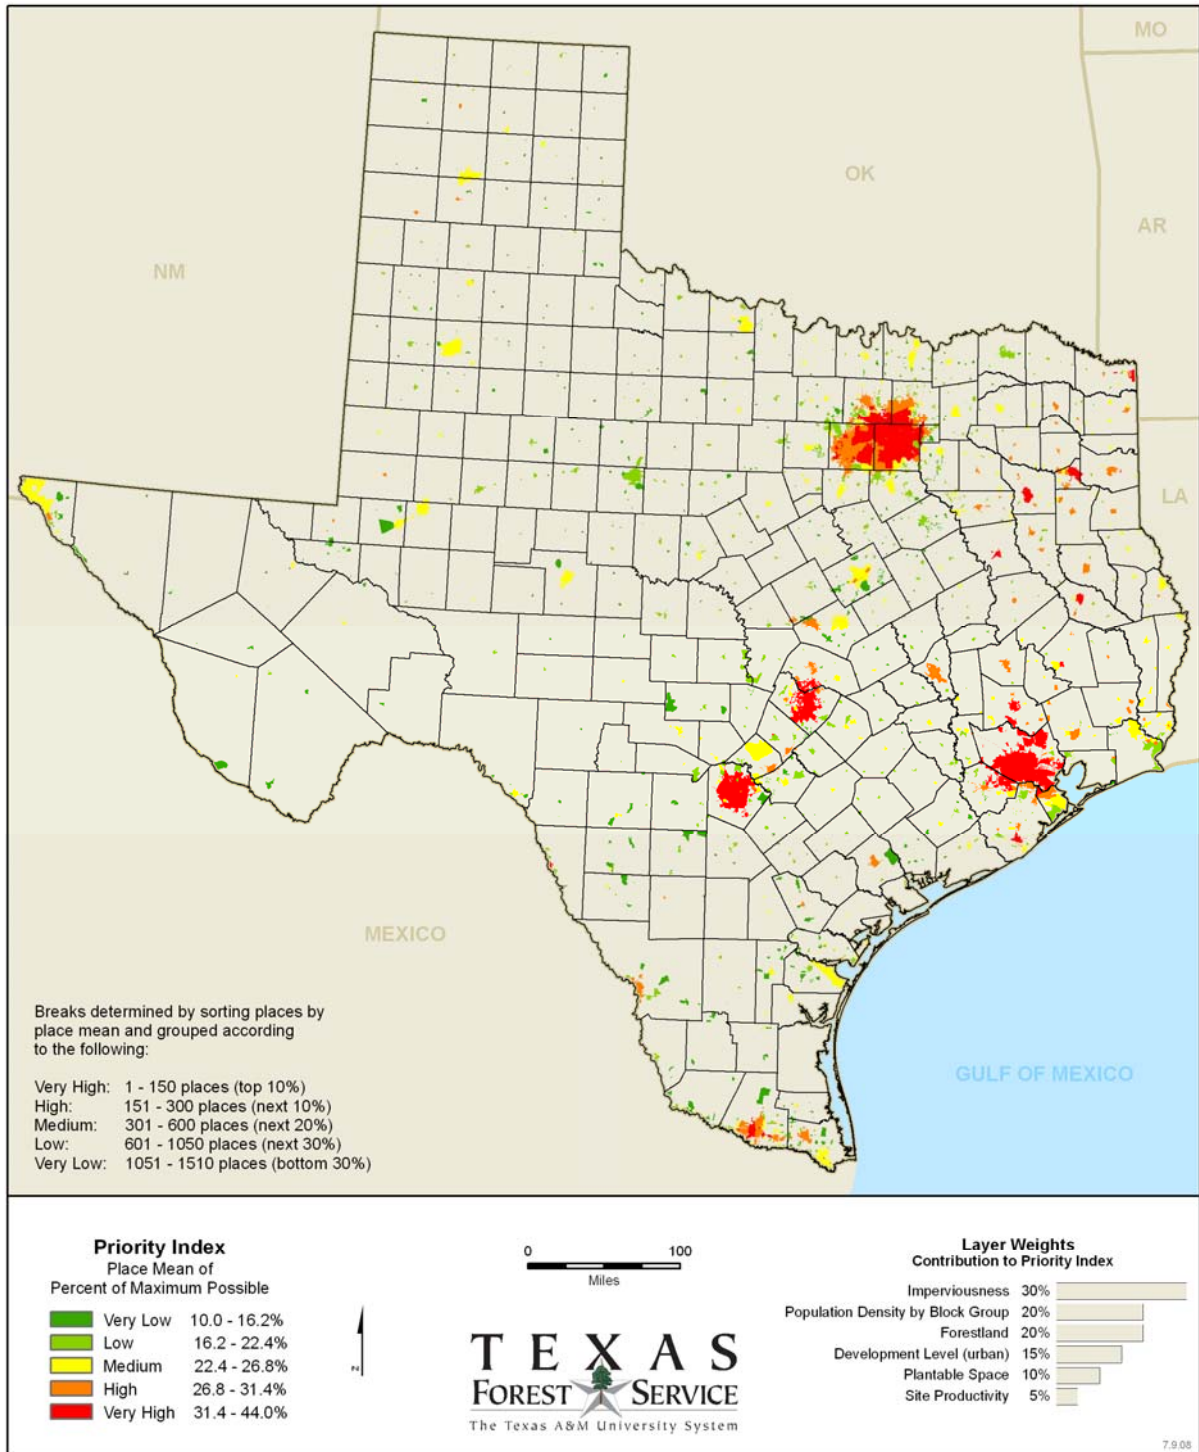 MO
OK
AR
NM
LA
MEXICO
GULF OF MEXICO
Breaks determined by sorting places by
place mean and grouped according
to the following:
Very High: 1 - 150 places (top 10%)
High: 151 - 300 places (next 10%)
Medium: 301 - 600 places (next 20%)
Low: 601 - 1050 places (next 30%)
Very Low: 1051 - 1510 places (bottom 30%)
Priority Index
Place Mean of
Percent of Maximum Possible
Very Low 10.0 - 16.2%
Low 16.2 - 22.4%
Medium 22.4 - 26.8%
High 26.8 - 31.4%
Very High 31.4 - 44.0%
N
0 100
Miles
TEXAS
FOREST SERVICE
The Texas A&M University System
Layer Weights
Contribution to Priority Index
Imperviousness 30%
Population Density by Block Group 20%
Forestland 20%
Development Level (urban) 15%
Plantable Space 10%
Site Productivity 5%
7.9.08